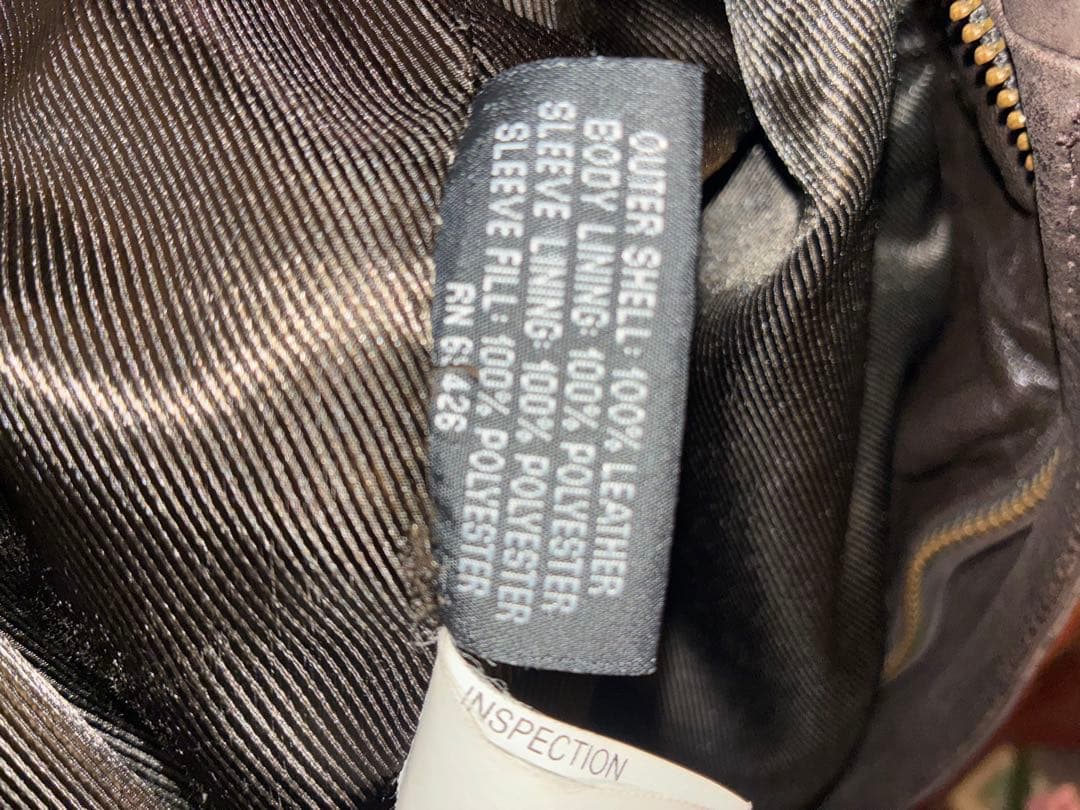 OUTER SHELL: 100% LEATHER
BODY LINING: 100% POLYESTER
SLEEVE LINING: 100% POLYESTER
SLEEVE FILL: 100% POLYESTER
RN
INSPECTION